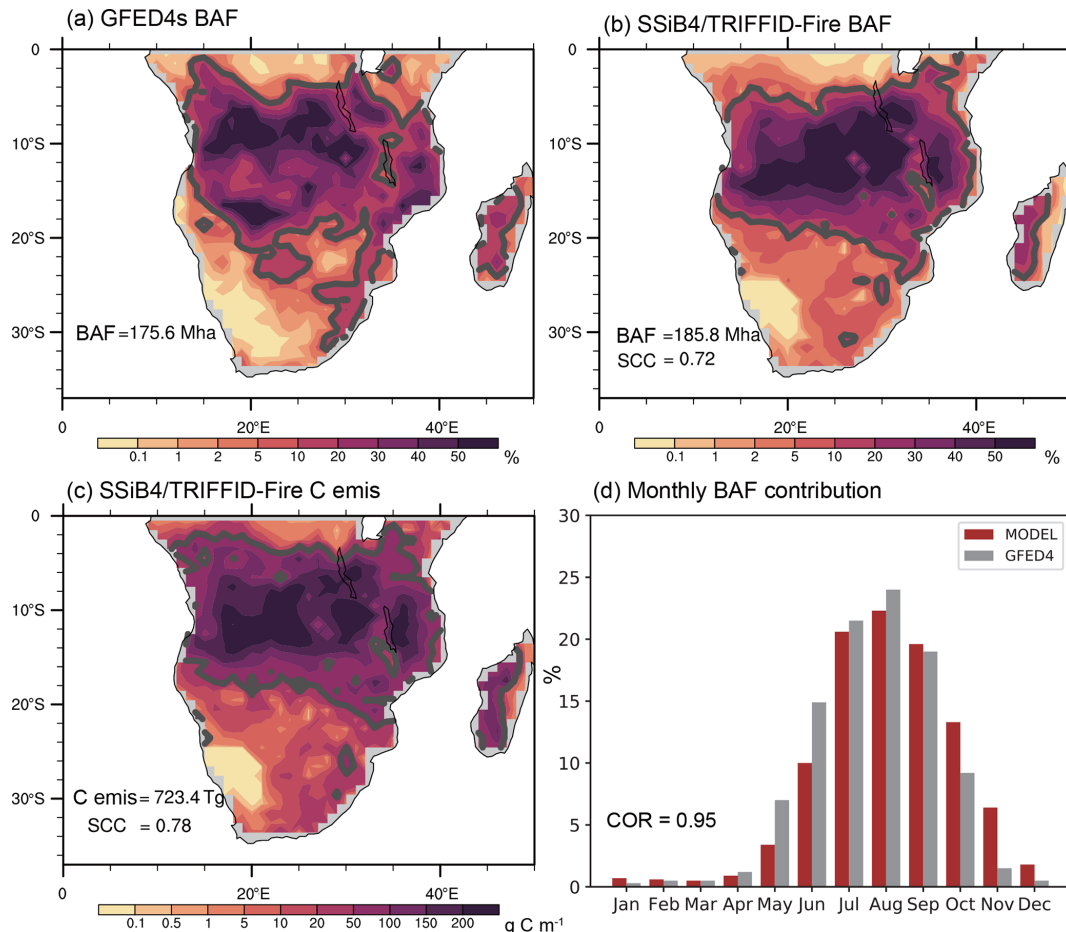 (a) GFED4s BAF
0
10°S
20°S
30°S
BAF =175.6 Mha
0 20°E 40°E
0.1 1 2 5 10 20 30 40 50 %
(b) SSiB4/TRIFFID-Fire BAF
0
10°S
20°S
30°S
BAF =185.8 Mha
SCC = 0.72
0 20°E 40°E
0.1 1 2 5 10 20 30 40 50 %
(c) SSiB4/TRIFFID-Fire C emis
0
10°S
20°S
30°S
C emis= 723.4 Tg
SCC = 0.78
0 20°E 40°E
0.1 0.5 1 5 10 20 50 100 150 200 g C m⁻¹
(d) Monthly BAF contribution
30
25
20
15
10
5
0
%
MODEL
GFED4
COR = 0.95
Jan Feb Mar Apr May Jun Jul Aug Sep Oct Nov Dec